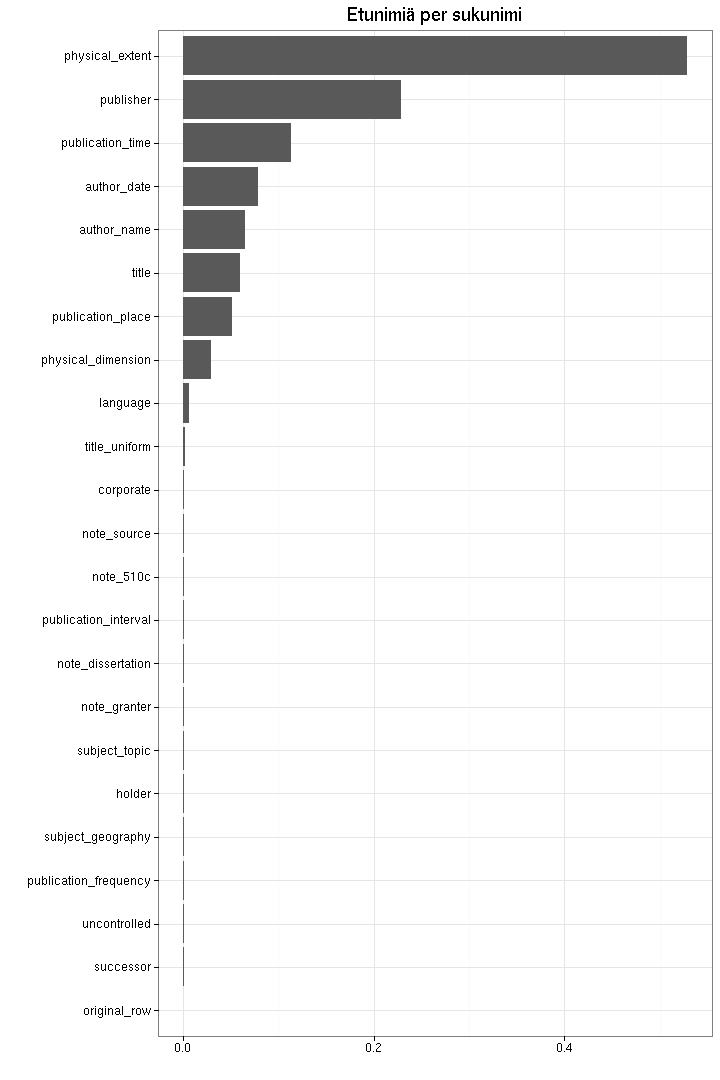 Etunimiä per sukunimi
physical_extent
publisher
publication_time
author_date
author_name
title
publication_place
physical_dimension
language
title_uniform
corporate
note_source
note_510c
publication_interval
note_dissertation
note_granter
subject_topic
holder
subject_geography
publication_frequency
uncontrolled
successor
original_row
0.0 0.2 0.4